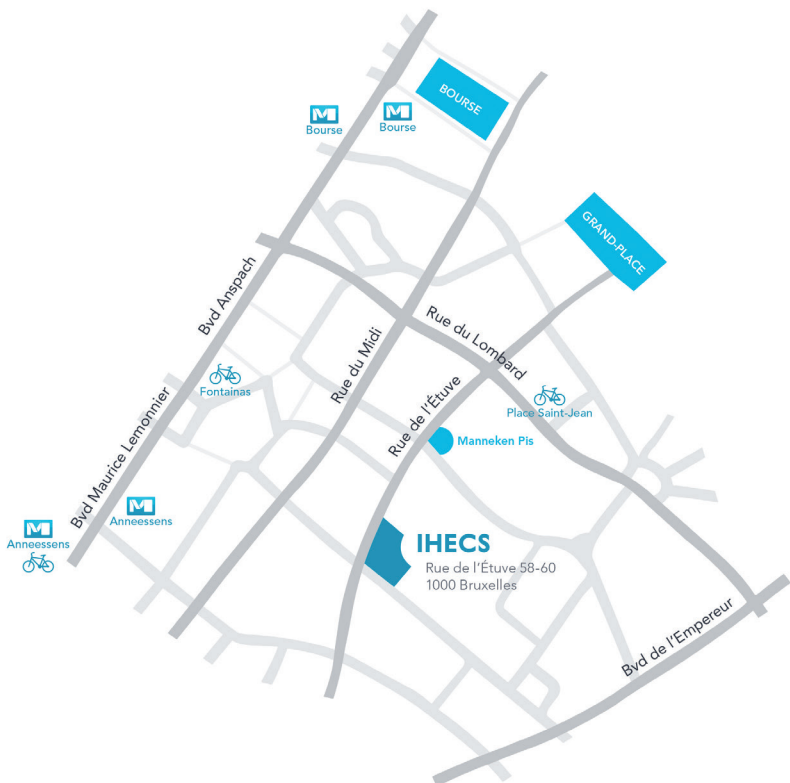 BOURSE
M
Bourse
M
Bourse
GRAND-PLACE
Bvd Anspach
Rue du Lombard
Rue du Midi
Fontainas
Rue de l'Étuve
Place Saint-Jean
Manneken Pis
Bvd Maurice Lemonnier
M
Anneessens
M
Anneessens
IHECS
Rue de l'Étuve 58-60
1000 Bruxelles
Bvd de l'Empereur